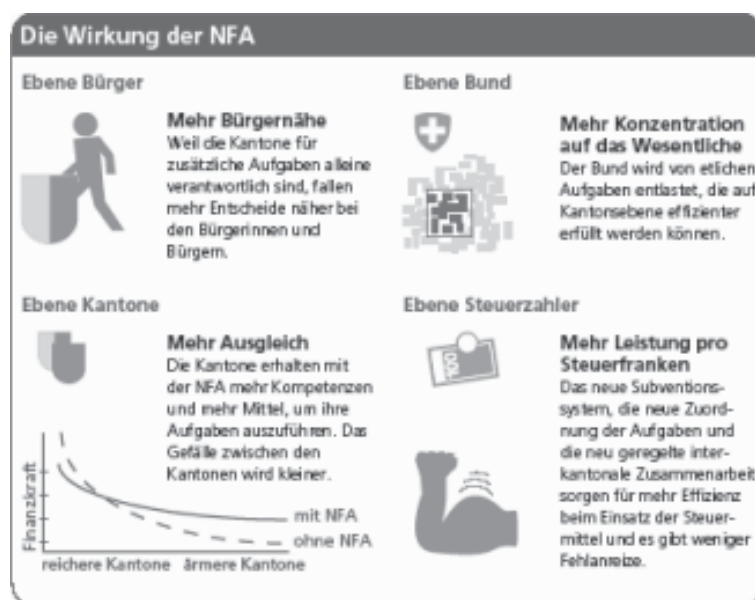 Die Wirkung der NFA
Ebene Bürger
Mehr Bürgernähe
Weil die Kantone für
zusätzliche Aufgaben alleine
verantwortlich sind, fallen
mehr Entscheide näher bei
den Bürgerinnen und
Bürgern.
Ebene Bund
Mehr Konzentration
auf das Wesentliche
Der Bund wird von etlichen
Aufgaben entlastet, die auf
Kantonsebene effizienter
erfüllt werden können.
Ebene Kantone
Mehr Ausgleich
Die Kantone erhalten mit
der NFA mehr Kompetenzen
und mehr Mittel, um ihre
Aufgaben auszuführen. Das
Gefälle zwischen den
Kantonen wird kleiner.
Finanzkraft
mit NFA
ohne NFA
reichere Kantone ärmere Kantone
Ebene Steuerzahler
100
Mehr Leistung pro
Steuerfranken
Das neue Subventions-
system, die neue Zuord-
nung der Aufgaben und
die neu geregelte inter-
kantonale Zusammenarbeit
sorgen für mehr Effizienz
beim Einsatz der Steuer-
mittel und es gibt weniger
Fehlanreize.